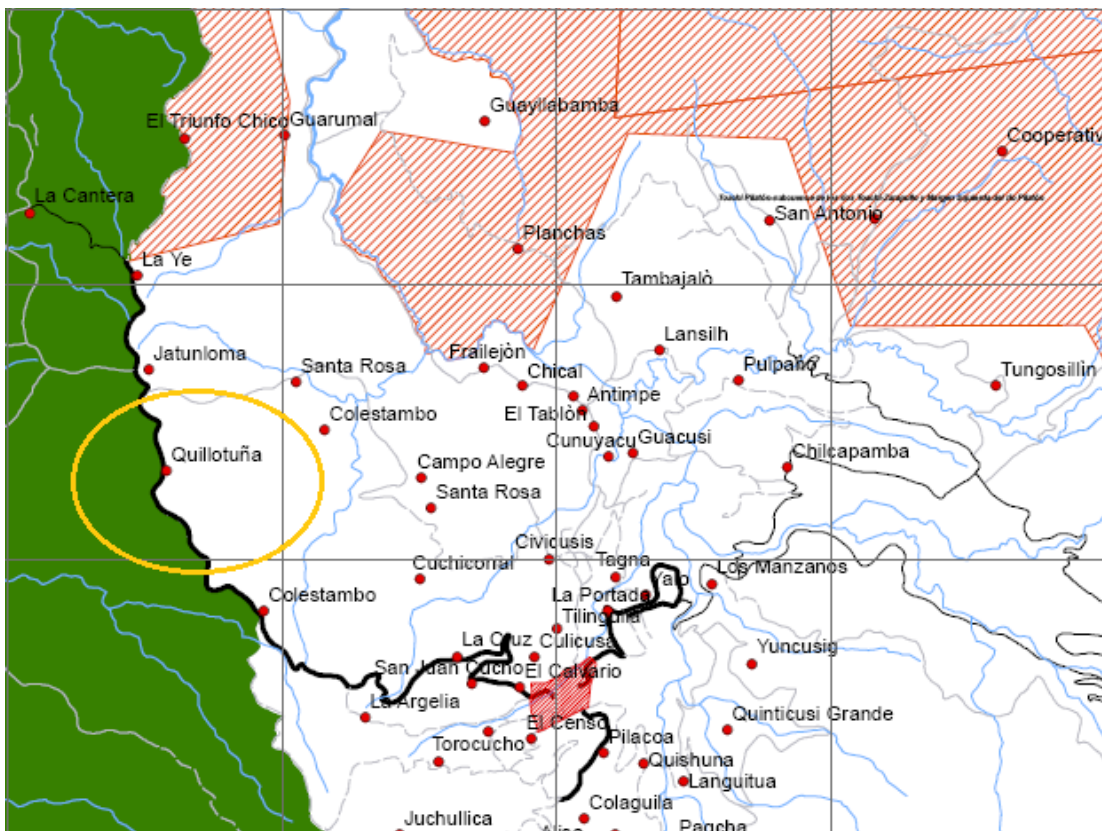 Guayllabamba
El Triunfo Chico
Guarumal
Cooperativ
La Cantera
San Antonio
Planchas
La Ye
Tambajalò
Lansilh
Jatunloma
Frailejòn
Santa Rosa
Chical
Pulpaño
Tungosillìn
Antimpe
Colestambo
El Tablòn
Cunuyacu
Guacusi
Quillotuña
Campo Alegre
Chilcapamba
Santa Rosa
Civicusis
Cuchicorral
Tagna
Los Manzanos
Colestambo
La Portada
Yalo
Tilinguila
La Cruz
Culicusa
Yuncusig
San Juan Cucho
El Calvario
La Argelia
Quinticusi Grande
El Censo
Torocucho
Pilacoa
Quishuna
Languitua
Colaguila
Juchullica
Pagcha